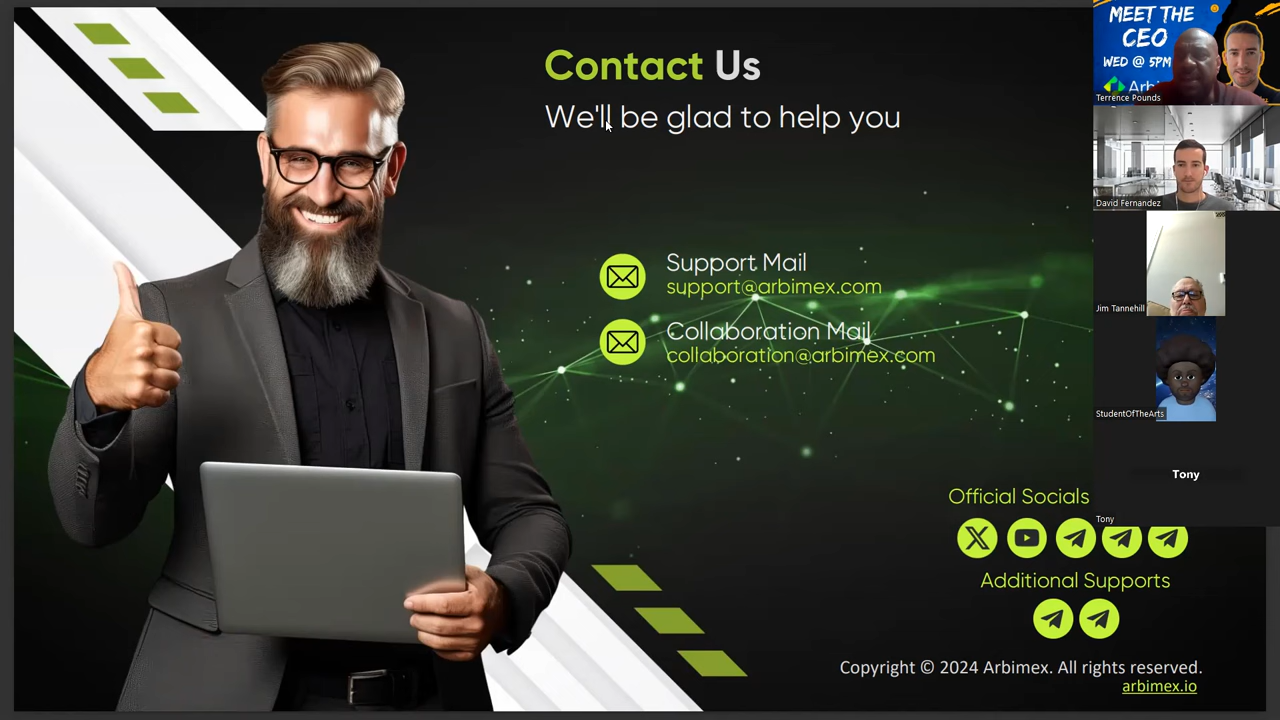 Contact Us
We'll be glad to help you
Support Mail
support@arbimex.com
Collaboration Mail
collaboration@arbimex.com
Official Socials
Additional Supports
Copyright © 2024 Arbimex. All rights reserved.
arbimex.io
MEET THE
CEO
WED @ 5PM
Arbi
Terrence Pounds
David Fernandez
Jim Tannehill
StudentOfTheArts
Tony
Tony